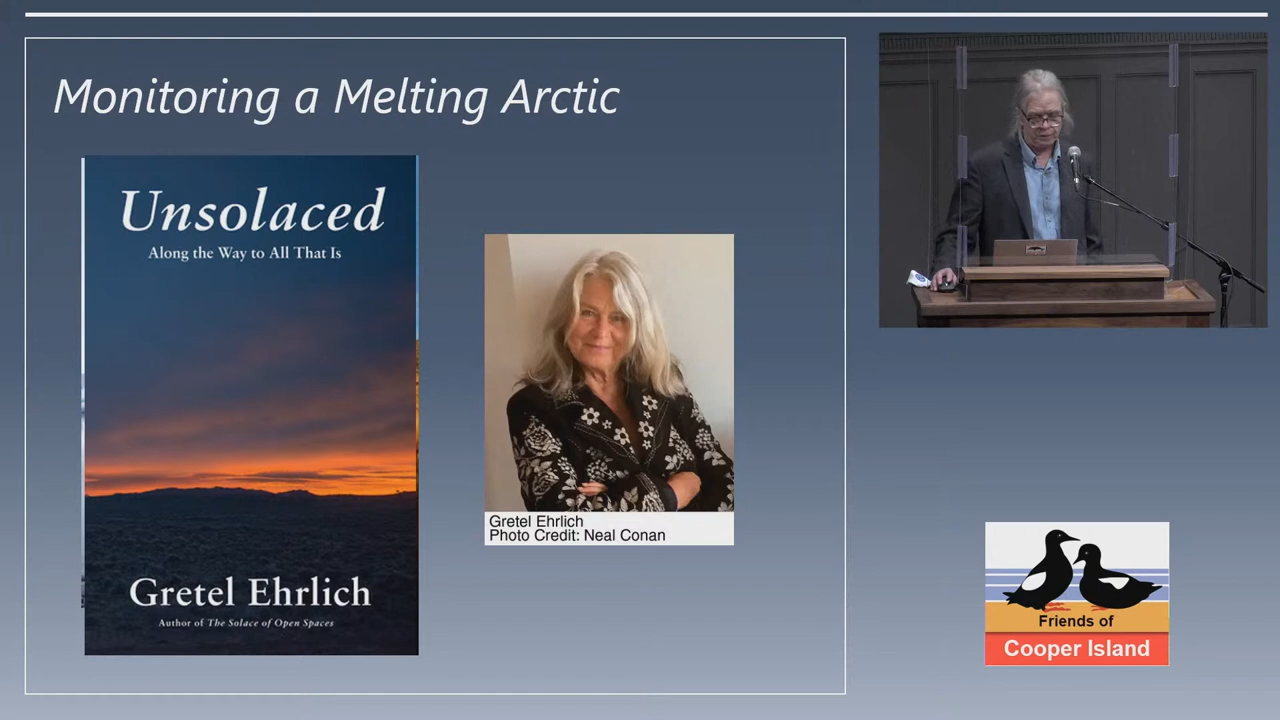 Monitoring a Melting Arctic
Unsolaced
Along the Way to All That Is
Gretel Ehrlich
Author of The Solace of Open Spaces
Gretel Ehrlich
Photo Credit: Neal Conan
Friends of
Cooper Island